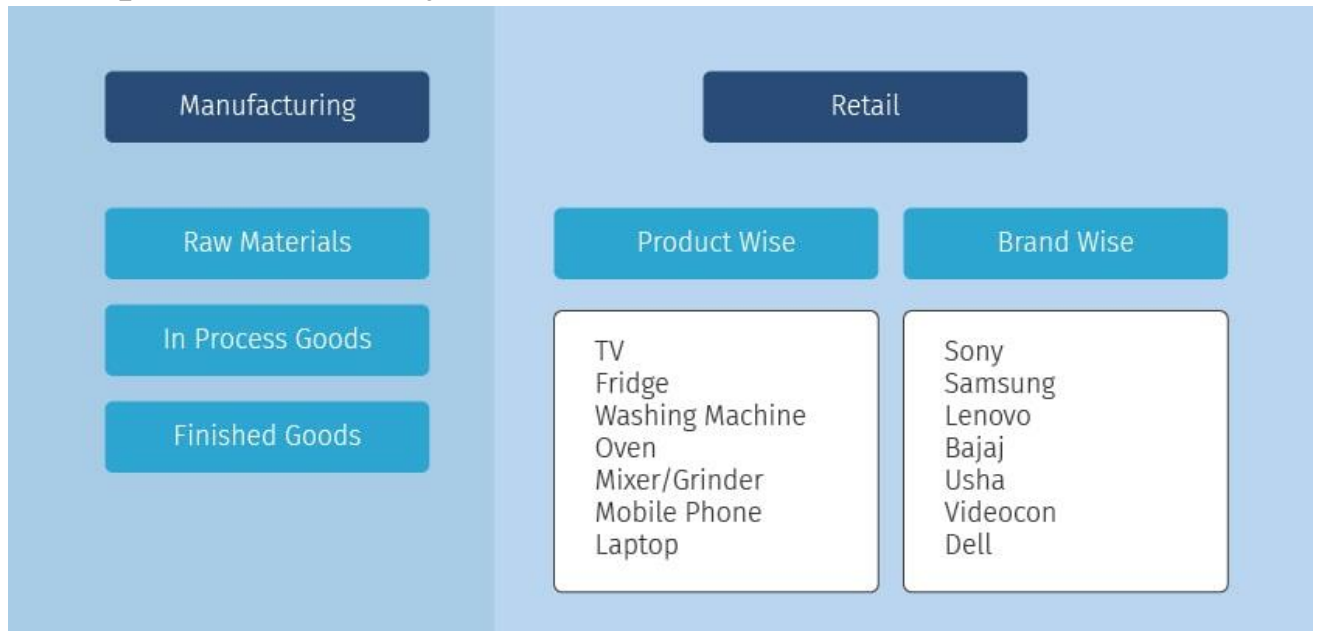 Manufacturing
Retail
Raw Materials
In Process Goods
Finished Goods
Product Wise
Brand Wise
TV
Fridge
Washing Machine
Oven
Mixer/Grinder
Mobile Phone
Laptop
Sony
Samsung
Lenovo
Bajaj
Usha
Videocon
Dell